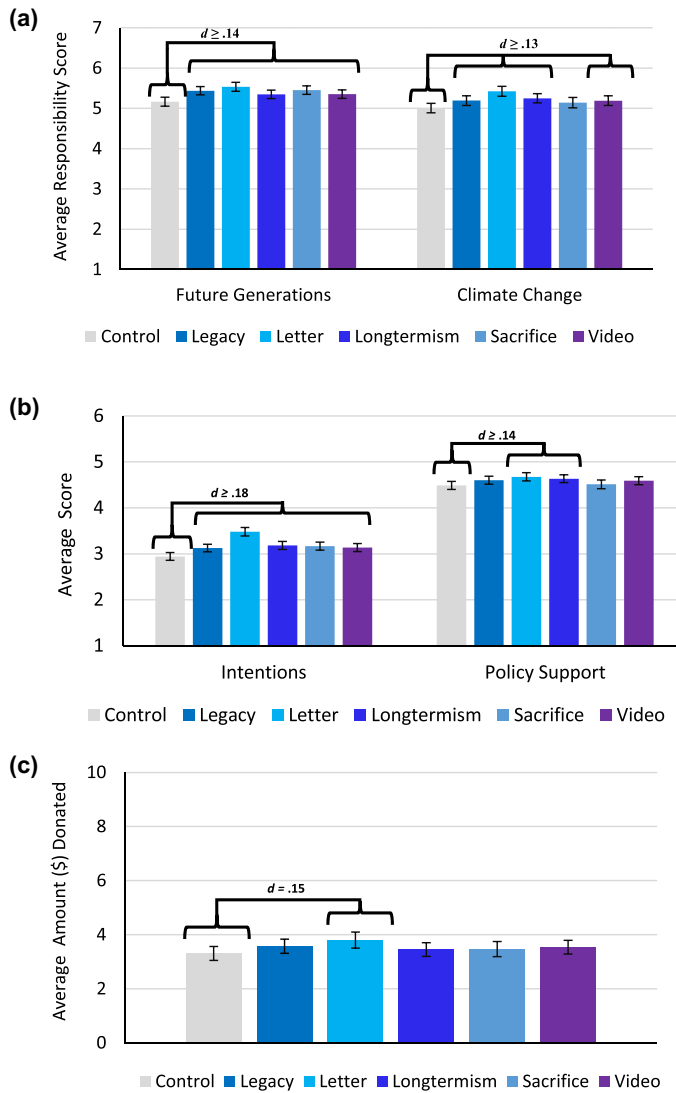 (a)
Average Responsibility Score
7
6
5
4
3
2
1
d ≥ .14
d ≥ .13
Future Generations
Climate Change
Control Legacy Letter Longtermism Sacrifice Video
(b)
Average Score
6
5
4
3
2
1
d ≥ .18
d ≥ .14
Intentions
Policy Support
Control Legacy Letter Longtermism Sacrifice Video
(c)
Average Amount ($) Donated
10
8
6
4
2
0
d = .15
Control Legacy Letter Longtermism Sacrifice Video